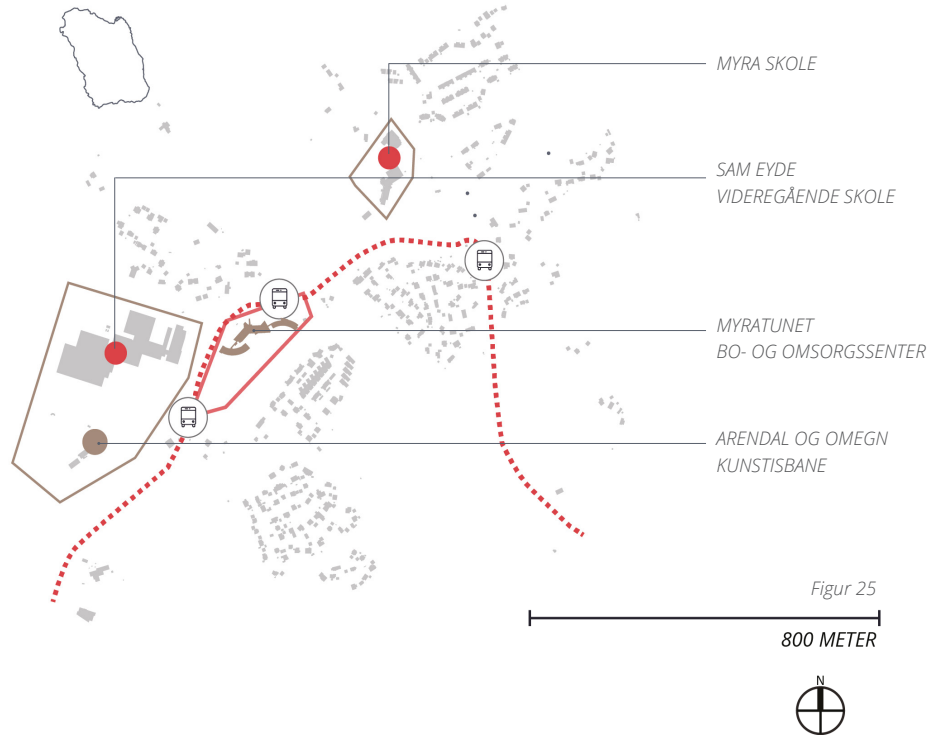 MYRA SKOLE
SAM EYDE
VIDEREGÅENDE SKOLE
MYRATUNET
BO- OG OMSORGSSENTER
ARENDAL OG OMEGN
KUNSTISBANE
Figur 25
800 METER
N